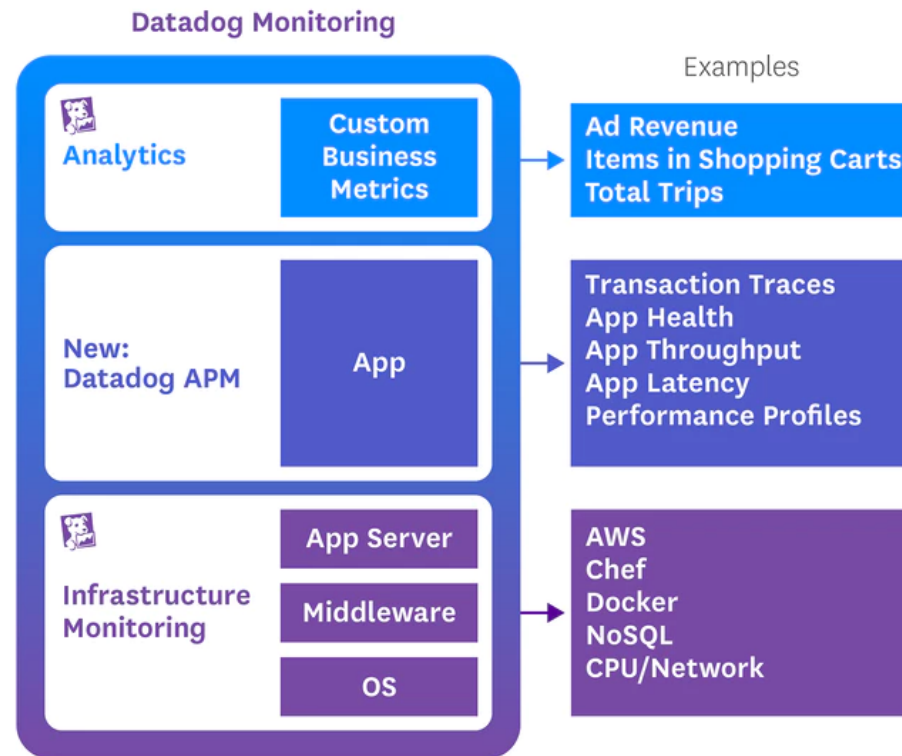 Datadog Monitoring
Examples
Analytics
Custom
Business
Metrics
Ad Revenue
Items in Shopping Carts
Total Trips
New:
Datadog APM
App
Transaction Traces
App Health
App Throughput
App Latency
Performance Profiles
Infrastructure
Monitoring
App Server
Middleware
OS
AWS
Chef
Docker
NoSQL
CPU/Network